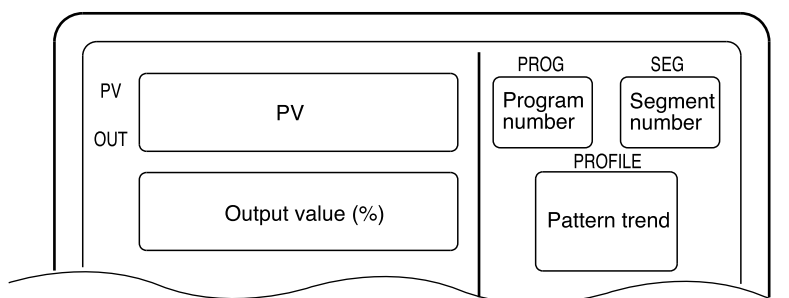 PROG
SEG
PV
PV
OUT
Program
number
Segment
number
PROFILE
Output value (%)
Pattern trend